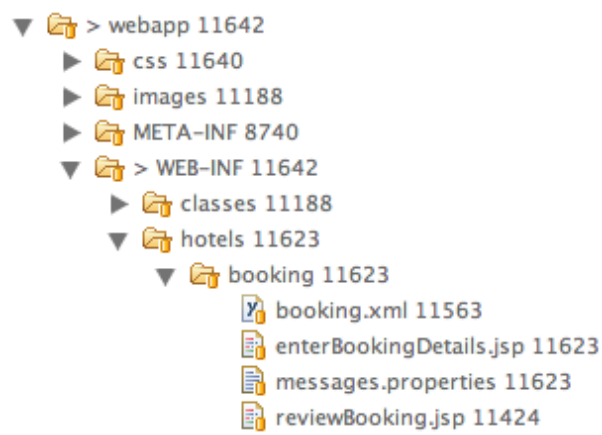 > webapp 11642
css 11640
images 11188
META-INF 8740
> WEB-INF 11642
classes 11188
hotels 11623
booking 11623
booking.xml 11563
enterBookingDetails.jsp 11623
messages.properties 11623
reviewBooking.jsp 11424